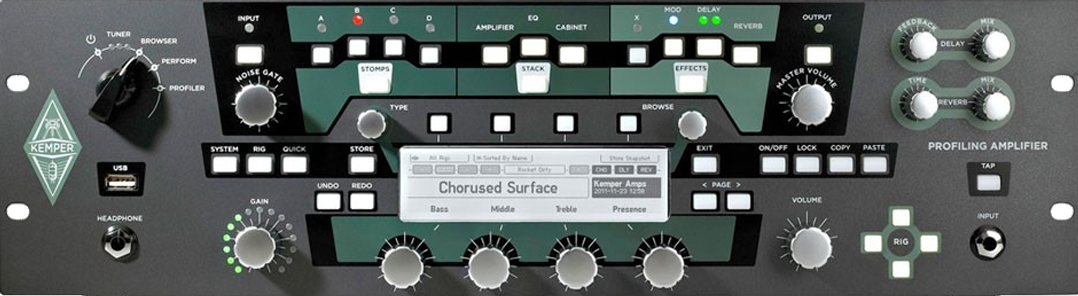 INPUT
A
B
C
D
EQ
AMPLIFIER
CABINET
X
MOD
DELAY
REVERB
OUTPUT
TUNER
BROWSER
PERFORM
PROFILER
NOISE GATE
STOMPS
STACK
EFFECTS
MASTER VOLUME
FEEDBACK
MIX
DELAY
TIME
MIX
REVERB
TYPE
BROWSE
KEMPER
PROFILING AMPLIFIER
SYSTEM
RIG
QUICK
STORE
EXIT
ON/OFF
LOCK
COPY
PASTE
USB
UNDO
REDO
All Rigs
Sorted By Name
Store Snapshot
Rocket Dirty
CHO
DLY
REV
Chorused Surface
Kemper Amps
2011-11-23 12:58
Bass
Middle
Treble
Presence
< PAGE >
TAP
HEADPHONE
GAIN
VOLUME
RIG
INPUT